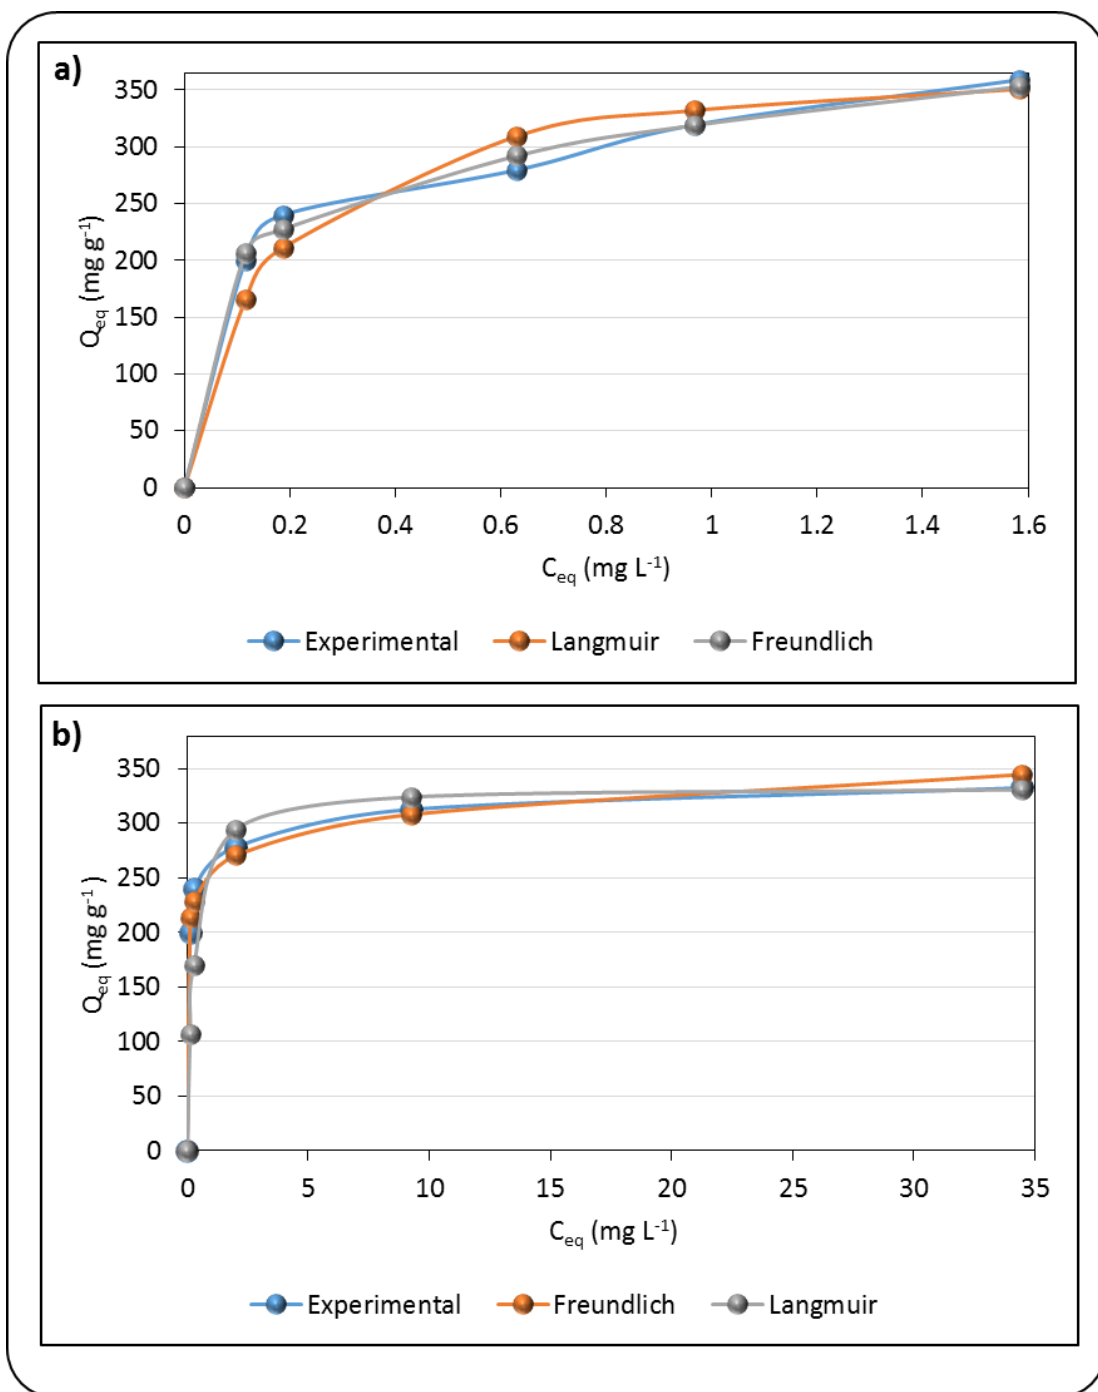 a)
350
300
250
200
150
100
50
0
Qeq (mg g-1)
0 0.2 0.4 0.6 0.8 1 1.2 1.4 1.6
Ceq (mg L-1)
Experimental Langmuir Freundlich
b)
350
300
250
200
150
100
50
0
Qeq (mg g-1)
0 5 10 15 20 25 30 35
Ceq (mg L-1)
Experimental Freundlich Langmuir